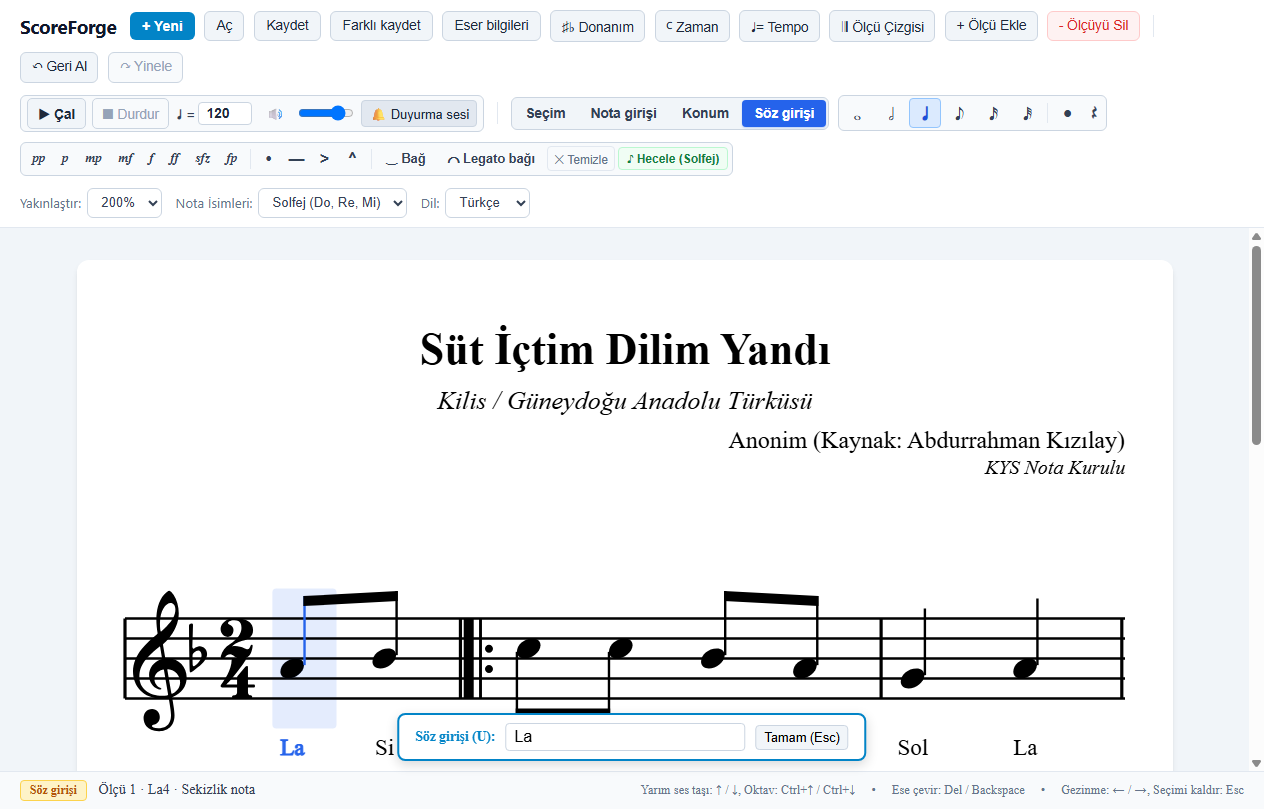 ScoreForge + Yeni Aç Kaydet Farklı kaydet Eser bilgileri ♯♭ Donanım C Zaman ♩= Tempo Ölçü Çizgisi + Ölçü Ekle - Ölçüyü Sil
↶ Geri Al ↷ Yinele
▶ Çal ■ Durdur ♩ = 120 🔊 🔔 Duyurma sesi Seçim Nota girişi Konum Söz girişi
pp p mp mf f ff sfz fp • — > ^ Bağ Legato bağı Temizle ♪ Hecele (Solfej)
Yakınlaştır: 200% Nota İsimleri: Solfej (Do, Re, Mi) Dil: Türkçe
Süt İçtim Dilim Yandı
Kilis / Güneydoğu Anadolu Türküsü
Anonim (Kaynak: Abdurrahman Kızılay)
KYS Nota Kurulu
2
4
La Si Sol La
Söz girişi (U): La Tamam (Esc)
Söz girişi Ölçü 1 · La4 · Sekizlik nota Yarım ses taşı: ↑ / ↓, Oktav: Ctrl+↑ / Ctrl+↓ • Ese çevir: Del / Backspace • Gezinme: ← / →, Seçimi kaldır: Esc